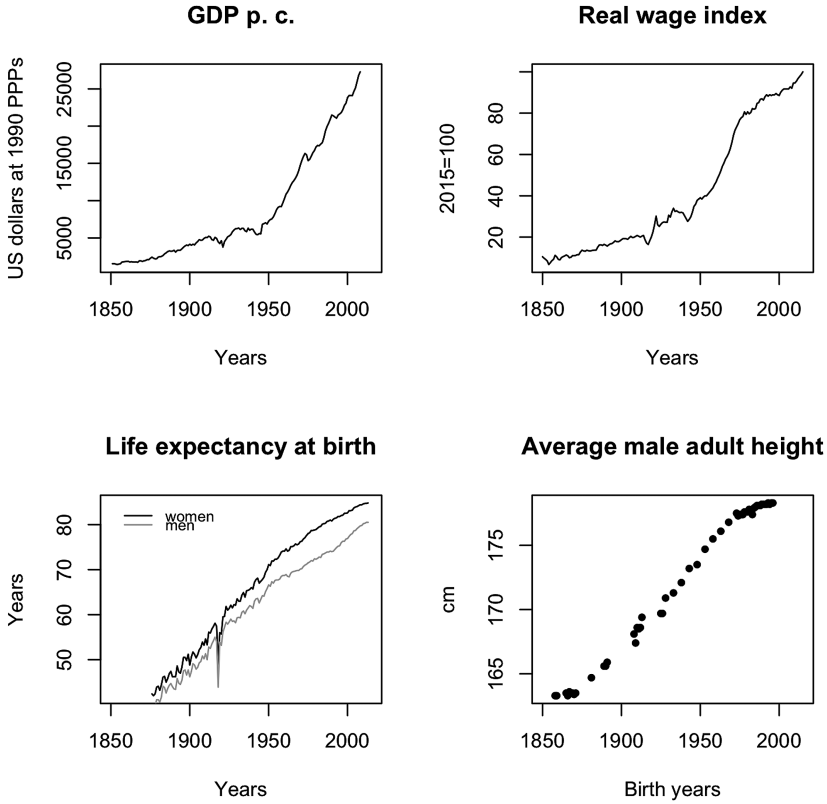 GDP p. c.
US dollars at 1990 PPPs
25000
15000
5000
1850 1900 1950 2000
Years
Real wage index
2015=100
80
60
40
20
1850 1900 1950 2000
Years
Life expectancy at birth
women
men
Years
80
70
60
50
1850 1900 1950 2000
Years
Average male adult height
cm
175
170
165
1850 1900 1950 2000
Birth years